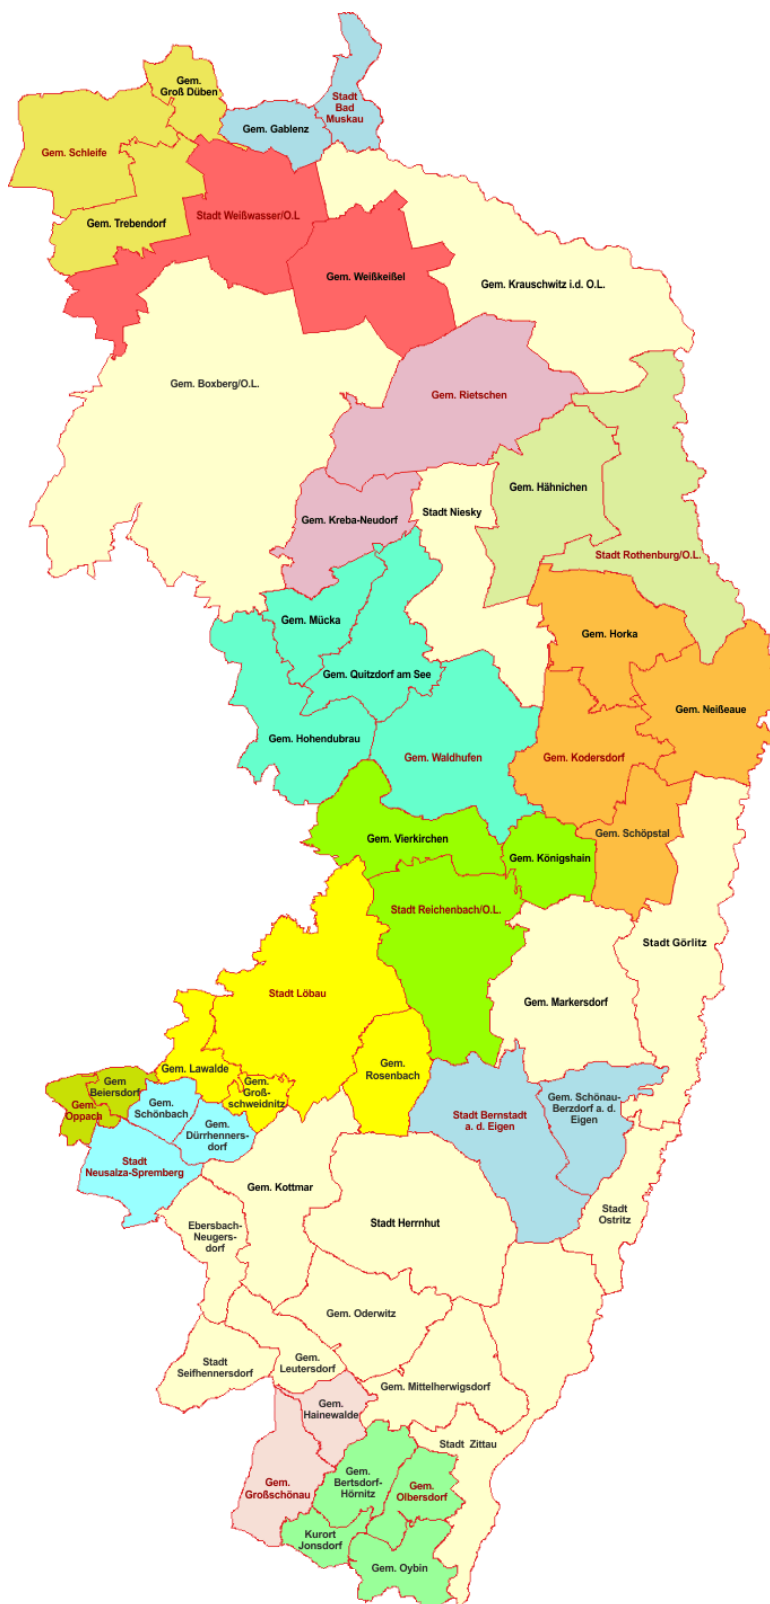 Gem.
Groß Düben
Stadt
Bad
Muskau
Gem. Gablenz
Gem. Schleife
Gem. Trebendorf
Stadt Weißwasser/O.L
Gem. Weißkeißel
Gem. Krauschwitz i.d. O.L.
Gem. Boxberg/O.L.
Gem. Rietschen
Gem. Hähnichen
Gem. Kreba-Neudorf
Stadt Niesky
Stadt Rothenburg/O.L.
Gem. Mücka
Gem. Horka
Gem. Quitzdorf am See
Gem. Neißeaue
Gem. Hohendubrau
Gem. Waldhufen
Gem. Kodersdorf
Gem. Vierkirchen
Gem. Schöpstal
Gem. Königshain
Stadt Reichenbach/O.L.
Stadt Görlitz
Stadt Löbau
Gem. Markersdorf
Gem. Lawalde
Gem.
Rosenbach
Gem
Beiersdorf
Gem.
Groß-
schweidnitz
Gem.
Oppach
Gem.
Schönbach
Gem. Schönau-
Berzdorf a. d.
Eigen
Stadt Bernstadt
a. d. Eigen
Gem.
Dürrhenners-
dorf
Stadt
Neusalza-Spremberg
Gem. Kottmar
Stadt
Ostritz
Ebersbach-
Neugers-
dorf
Stadt Herrnhut
Gem. Oderwitz
Stadt
Seifhennersdorf
Gem.
Leutersdorf
Gem. Mittelherwigsdorf
Gem.
Hainewalde
Stadt Zittau
Gem.
Großschönau
Gem.
Bertsdorf-
Hörnitz
Gem.
Olbersdorf
Kurort
Jonsdorf
Gem. Oybin